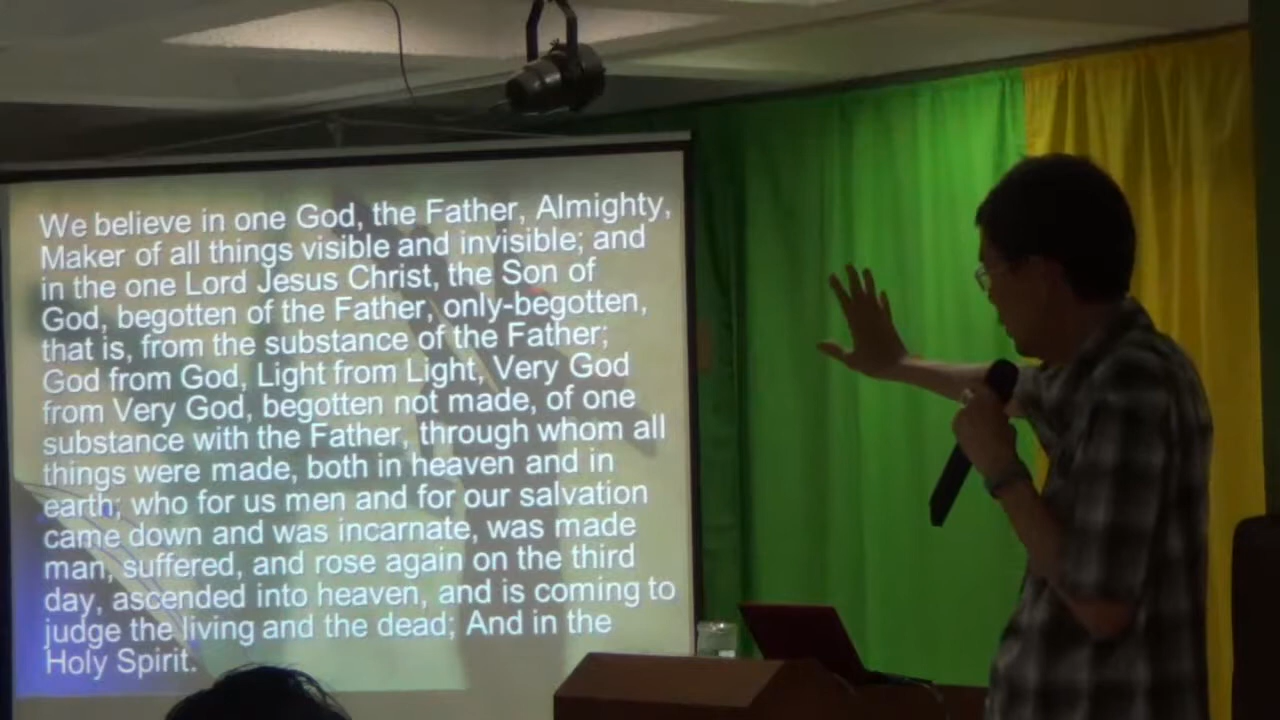 We believe in one God, the Father, Almighty,
Maker of all things visible and invisible; and
in the one Lord Jesus Christ, the Son of
God, begotten of the Father, only-begotten,
that is, from the substance of the Father;
God from God, Light from Light, Very God
from Very God, begotten not made, of one
substance with the Father, through whom all
things were made, both in heaven and in
earth; who for us men and for our salvation
came down and was incarnate, was made
man, suffered, and rose again on the third
day, ascended into heaven, and is coming to
judge the living and the dead; And in the
Holy Spirit.